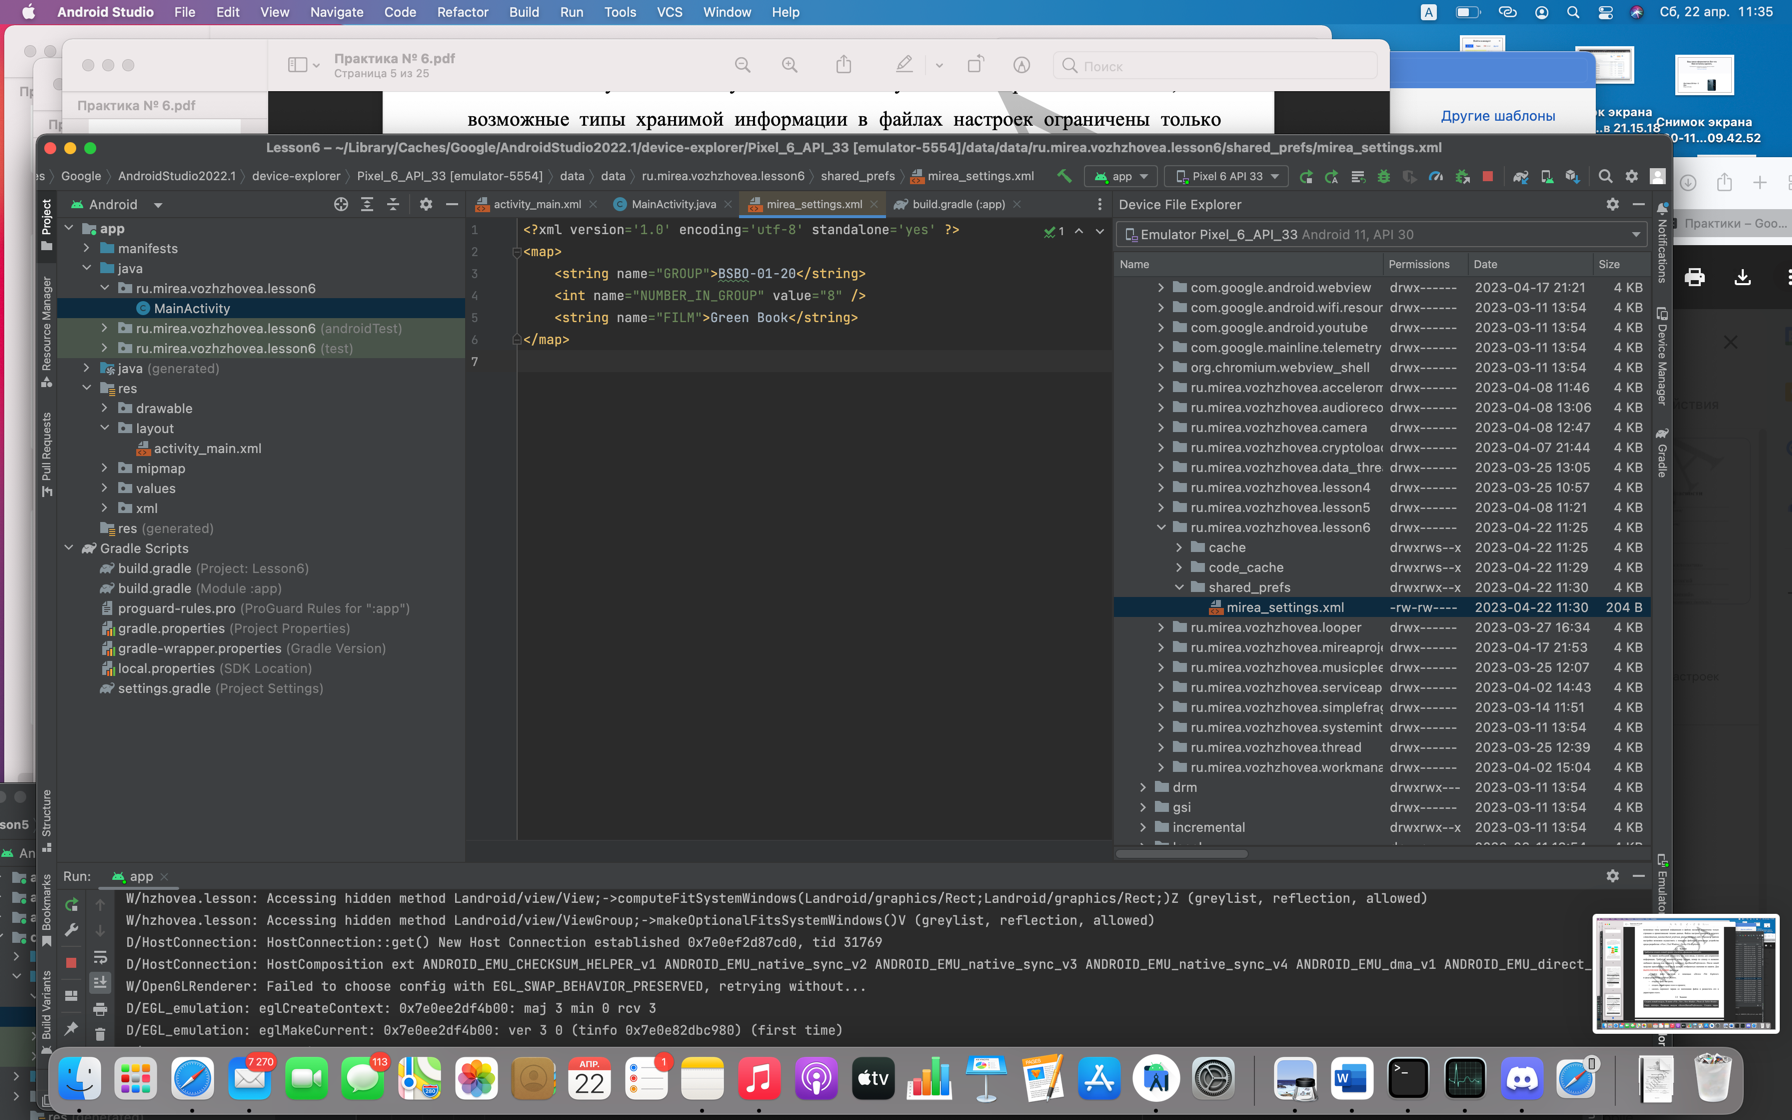 Android Studio File Edit View Navigate Code Refactor Build Run Tools VCS Window Help
A
Сб, 22 апр. 11:35
Практика № 6.pdf
Страница 5 из 25
Поиск
Практика № 6.pdf
возможные типы хранимой информации в файлах настроек ограничены только
Другие шаблоны
в 21.15.18
Снимок экрана
09.42.52
Практики – Goo...
Lesson6 – ~/Library/Caches/Google/AndroidStudio2022.1/device-explorer/Pixel_6_API_33 [emulator-5554]/data/data/ru.mirea.vozhzhovea.lesson6/shared_prefs/mirea_settings.xml
Google AndroidStudio2022.1 device-explorer Pixel_6_API_33 [emulator-5554] data data ru.mirea.vozhzhovea.lesson6 shared_prefs mirea_settings.xml
app
Pixel 6 API 33
Android
activity_main.xml MainActivity.java mirea_settings.xml build.gradle (:app)
Device File Explorer
Project
Resource Manager
Pull Requests
Structure
Bookmarks
Build Variants
app
manifests
java
ru.mirea.vozhzhovea.lesson6
MainActivity
ru.mirea.vozhzhovea.lesson6 (androidTest)
ru.mirea.vozhzhovea.lesson6 (test)
java (generated)
res
drawable
layout
activity_main.xml
mipmap
values
xml
res (generated)
Gradle Scripts
build.gradle (Project: Lesson6)
build.gradle (Module :app)
proguard-rules.pro (ProGuard Rules for ":app")
gradle.properties (Project Properties)
gradle-wrapper.properties (Gradle Version)
local.properties (SDK Location)
settings.gradle (Project Settings)
1 <?xml version='1.0' encoding='utf-8' standalone='yes' ?>
2 <map>
3 <string name="GROUP">BSBO-01-20</string>
4 <int name="NUMBER_IN_GROUP" value="8" />
5 <string name="FILM">Green Book</string>
6 </map>
7
1
Emulator Pixel_6_API_33 Android 11, API 30
Name Permissions Date Size
com.google.android.webview drwx------ 2023-04-17 21:21 4 KB
com.google.android.wifi.resour drwx------ 2023-03-11 13:54 4 KB
com.google.android.youtube drwx------ 2023-03-11 13:54 4 KB
com.google.mainline.telemetry drwx------ 2023-03-11 13:54 4 KB
org.chromium.webview_shell drwx------ 2023-03-11 13:54 4 KB
ru.mirea.vozhzhovea.accelerom drwx------ 2023-04-08 11:46 4 KB
ru.mirea.vozhzhovea.audioreco drwx------ 2023-04-08 13:06 4 KB
ru.mirea.vozhzhovea.camera drwx------ 2023-04-08 12:47 4 KB
ru.mirea.vozhzhovea.cryptoloac drwx------ 2023-04-07 21:44 4 KB
ru.mirea.vozhzhovea.data_thre drwx------ 2023-03-25 13:05 4 KB
ru.mirea.vozhzhovea.lesson4 drwx------ 2023-03-25 10:57 4 KB
ru.mirea.vozhzhovea.lesson5 drwx------ 2023-04-08 11:21 4 KB
ru.mirea.vozhzhovea.lesson6 drwx------ 2023-04-22 11:25 4 KB
cache drwxrws--x 2023-04-22 11:25 4 KB
code_cache drwxrws--x 2023-04-22 11:29 4 KB
shared_prefs drwxrwx--x 2023-04-22 11:30 4 KB
mirea_settings.xml -rw-rw---- 2023-04-22 11:30 204 B
ru.mirea.vozhzhovea.looper drwx------ 2023-03-27 16:34 4 KB
ru.mirea.vozhzhovea.mireaproje drwx------ 2023-04-17 21:53 4 KB
ru.mirea.vozhzhovea.musicplee drwx------ 2023-03-25 12:07 4 KB
ru.mirea.vozhzhovea.serviceap drwx------ 2023-04-02 14:43 4 KB
ru.mirea.vozhzhovea.simplefra drwx------ 2023-03-14 11:51 4 KB
ru.mirea.vozhzhovea.systemint drwx------ 2023-03-11 13:54 4 KB
ru.mirea.vozhzhovea.thread drwx------ 2023-03-25 12:39 4 KB
ru.mirea.vozhzhovea.workmana drwx------ 2023-04-02 15:04 4 KB
drm drwxrwx--- 2023-03-11 13:54 4 KB
gsi drwxrwx--x 2023-03-11 13:54 4 KB
incremental drwxrwx--x 2023-03-11 13:54 4 KB
Notifications
Device Manager
Gradle
Emulator
Run: app
W/hzhovea.lesson: Accessing hidden method Landroid/view/View;->computeFitSystemWindows(Landroid/graphics/Rect;Landroid/graphics/Rect;)Z (greylist, reflection, allowed)
W/hzhovea.lesson: Accessing hidden method Landroid/view/ViewGroup;->makeOptionalFitsSystemWindows()V (greylist, reflection, allowed)
D/HostConnection: HostConnection::get() New Host Connection established 0x7e0ef2d87cd0, tid 31769
D/HostConnection: HostComposition ext ANDROID_EMU_CHECKSUM_HELPER_v1 ANDROID_EMU_native_sync_v2 ANDROID_EMU_native_sync_v3 ANDROID_EMU_native_sync_v4 ANDROID_EMU_dma_v1 ANDROID_EMU_direct_
W/OpenGLRenderer: Failed to choose config with EGL_SWAP_BEHAVIOR_PRESERVED, retrying without...
D/EGL_emulation: eglCreateContext: 0x7e0ee2df4b00: maj 3 min 0 rcv 3
D/EGL_emulation: eglMakeCurrent: 0x7e0ee2df4b00: ver 3 0 (tinfo 0x7e0e82dbc980) (first time)
7 270
113
АПР.
22
1
tv
PAGES
W